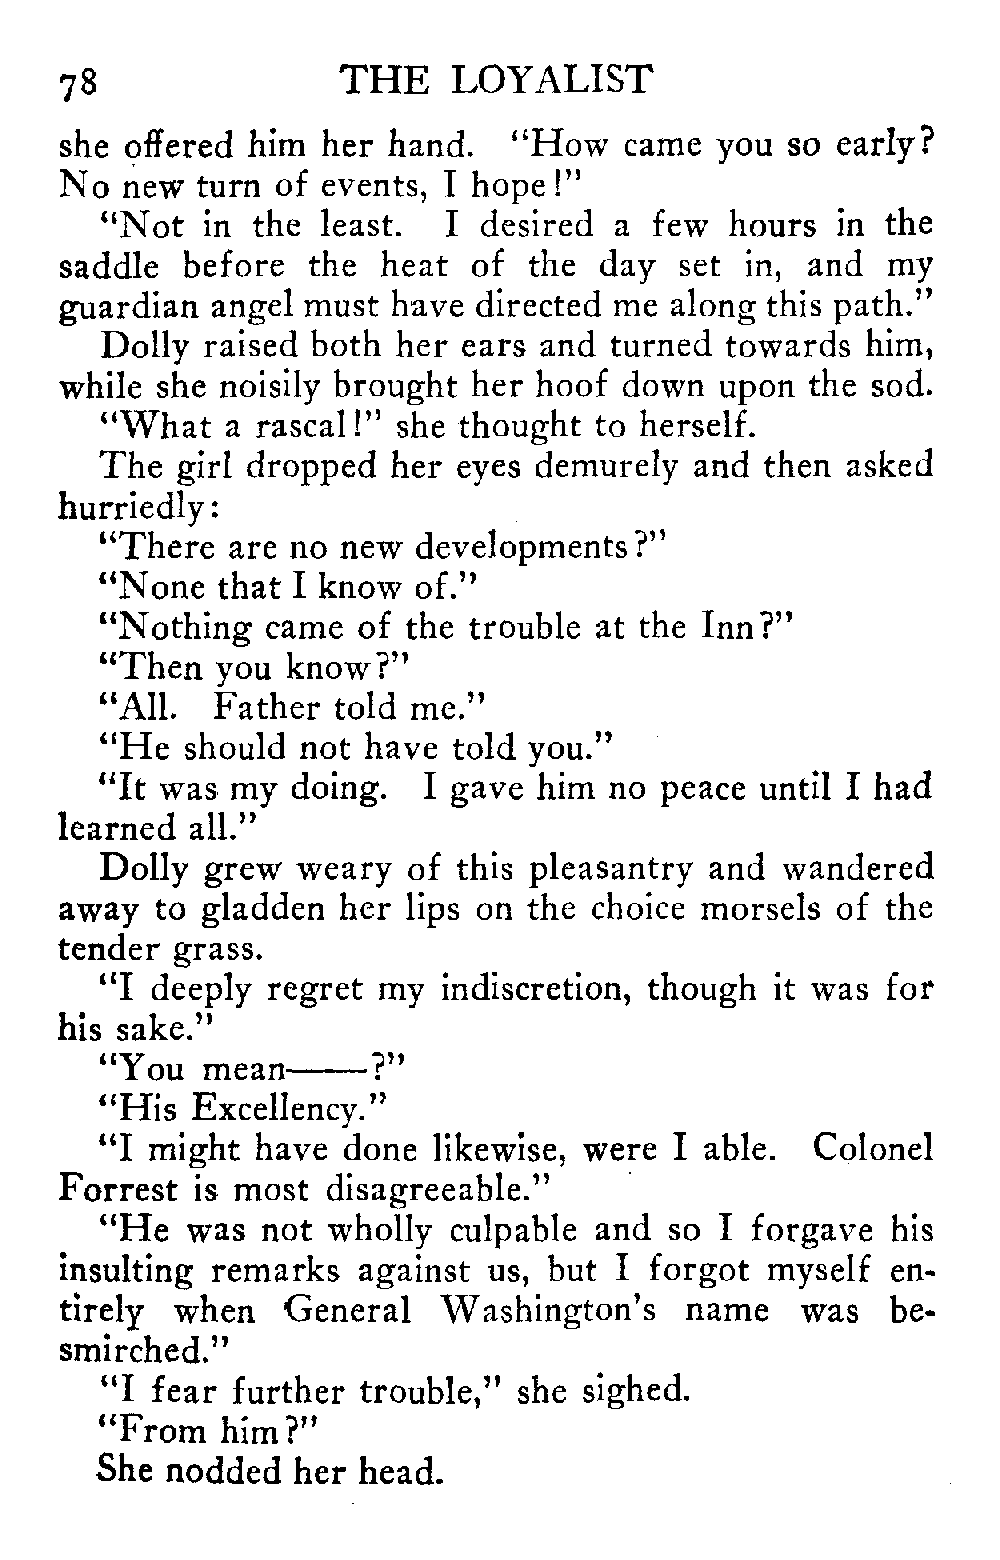 78 THE LOYALIST
she offered him her hand. "How came you so early?
No new turn of events, I hope!"
"Not in the least. I desired a few hours in the
saddle before the heat of the day set in, and my
guardian angel must have directed me along this path."
Dolly raised both her ears and turned towards him,
while she noisily brought her hoof down upon the sod.
"What a rascal!" she thought to herself.
The girl dropped her eyes demurely and then asked
hurriedly:
"There are no new developments?"
"None that I know of."
"Nothing came of the trouble at the Inn?"
"Then you know?"
"All. Father told me."
"He should not have told you."
"It was my doing. I gave him no peace until I had
learned all."
Dolly grew weary of this pleasantry and wandered
away to gladden her lips on the choice morsels of the
tender grass.
"I deeply regret my indiscretion, though it was for
his sake."
"You mean——?"
"His Excellency."
"I might have done likewise, were I able. Colonel
Forrest is most disagreeable."
"He was not wholly culpable and so I forgave his
insulting remarks against us, but I forgot myself en-
tirely when General Washington's name was be-
smirched."
"I fear further trouble," she sighed.
"From him?"
She nodded her head.